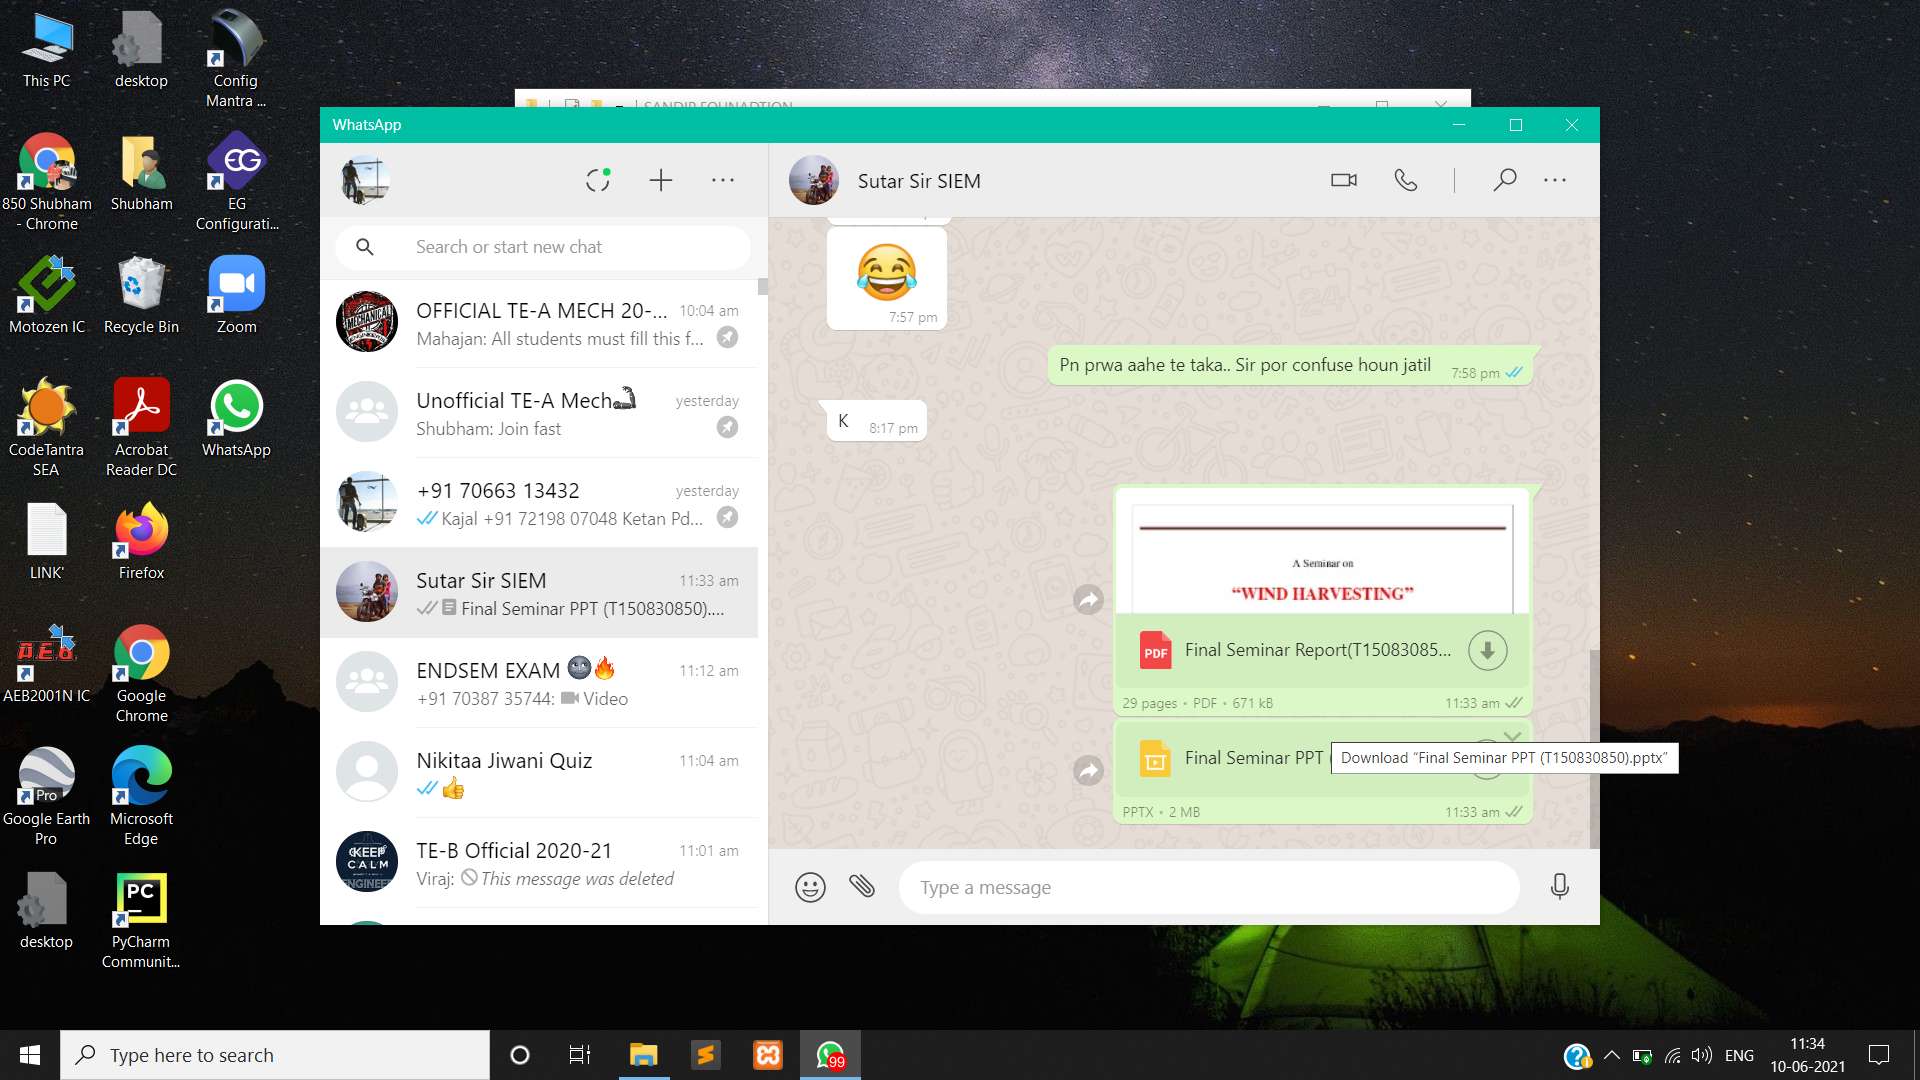 This PC
desktop
Config
Mantra ...
850 Shubham
- Chrome
Shubham
EG
EG
Configurati...
Motozen IC
Recycle Bin
Zoom
CodeTantra
SEA
Acrobat
Reader DC
WhatsApp
LINK'
Firefox
AEB2001N IC
Google
Chrome
Pro
Google Earth
Pro
Microsoft
Edge
desktop
PC
PyCharm
Communit...
SANDIP FOUNADTION
WhatsApp
Search or start new chat
MECHANICAL
OFFICIAL TE-A MECH 20-...
10:04 am
Mahajan: All students must fill this f...
Unofficial TE-A Mech
yesterday
Shubham: Join fast
+91 70663 13432
yesterday
Kajal +91 72198 07048 Ketan Pd...
Sutar Sir SIEM
11:33 am
Final Seminar PPT (T150830850)....
ENDSEM EXAM 🌚🔥
11:12 am
+91 70387 35744: Video
Nikitaa Jiwani Quiz
11:04 am
👍
KEEP
CALM
ENGINEER
TE-B Official 2020-21
11:01 am
Viraj: This message was deleted
Sutar Sir SIEM
😂
7:57 pm
Pn prwa aahe te taka.. Sir por confuse houn jatil
7:58 pm
K
8:17 pm
A Seminar on
“WIND HARVESTING”
PDF
Final Seminar Report(T15083085...
29 pages • PDF • 671 kB
11:33 am
Final Seminar PPT (
Download “Final Seminar PPT (T150830850).pptx”
PPTX • 2 MB
11:33 am
Type a message
Type here to search
99
ENG
11:34
10-06-2021